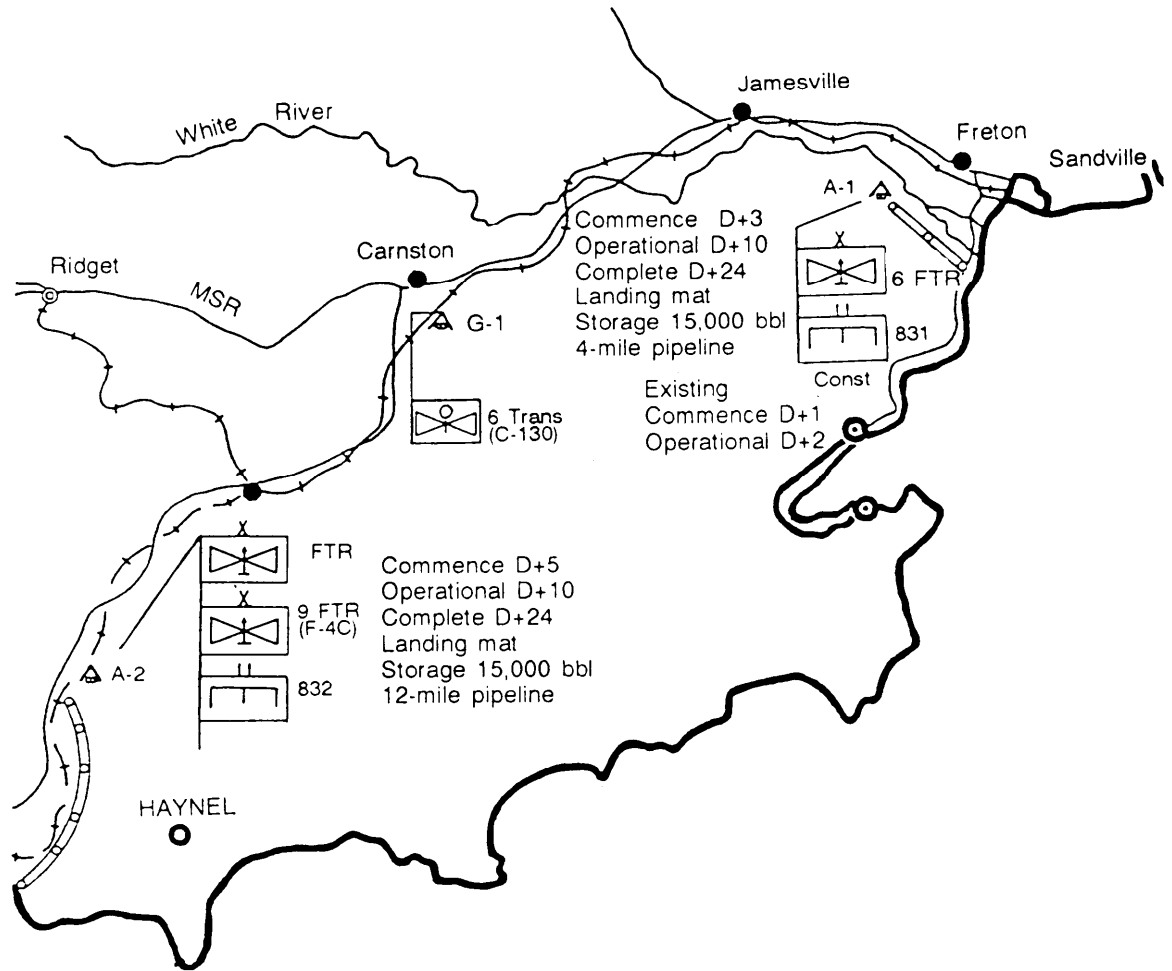 Jamesville
White River
Freton
Sandville
A-1
Commence D+3
Operational D+10
Complete D+24
Landing mat
Storage 15,000 bbl
4-mile pipeline
6 FTR
831
Const
Carnston
Ridget
MSR
G-1
6 Trans
(C-130)
Existing
Commence D+1
Operational D+2
FTR
9 FTR
(F-4C)
832
Commence D+5
Operational D+10
Complete D+24
Landing mat
Storage 15,000 bbl
12-mile pipeline
A-2
HAYNEL